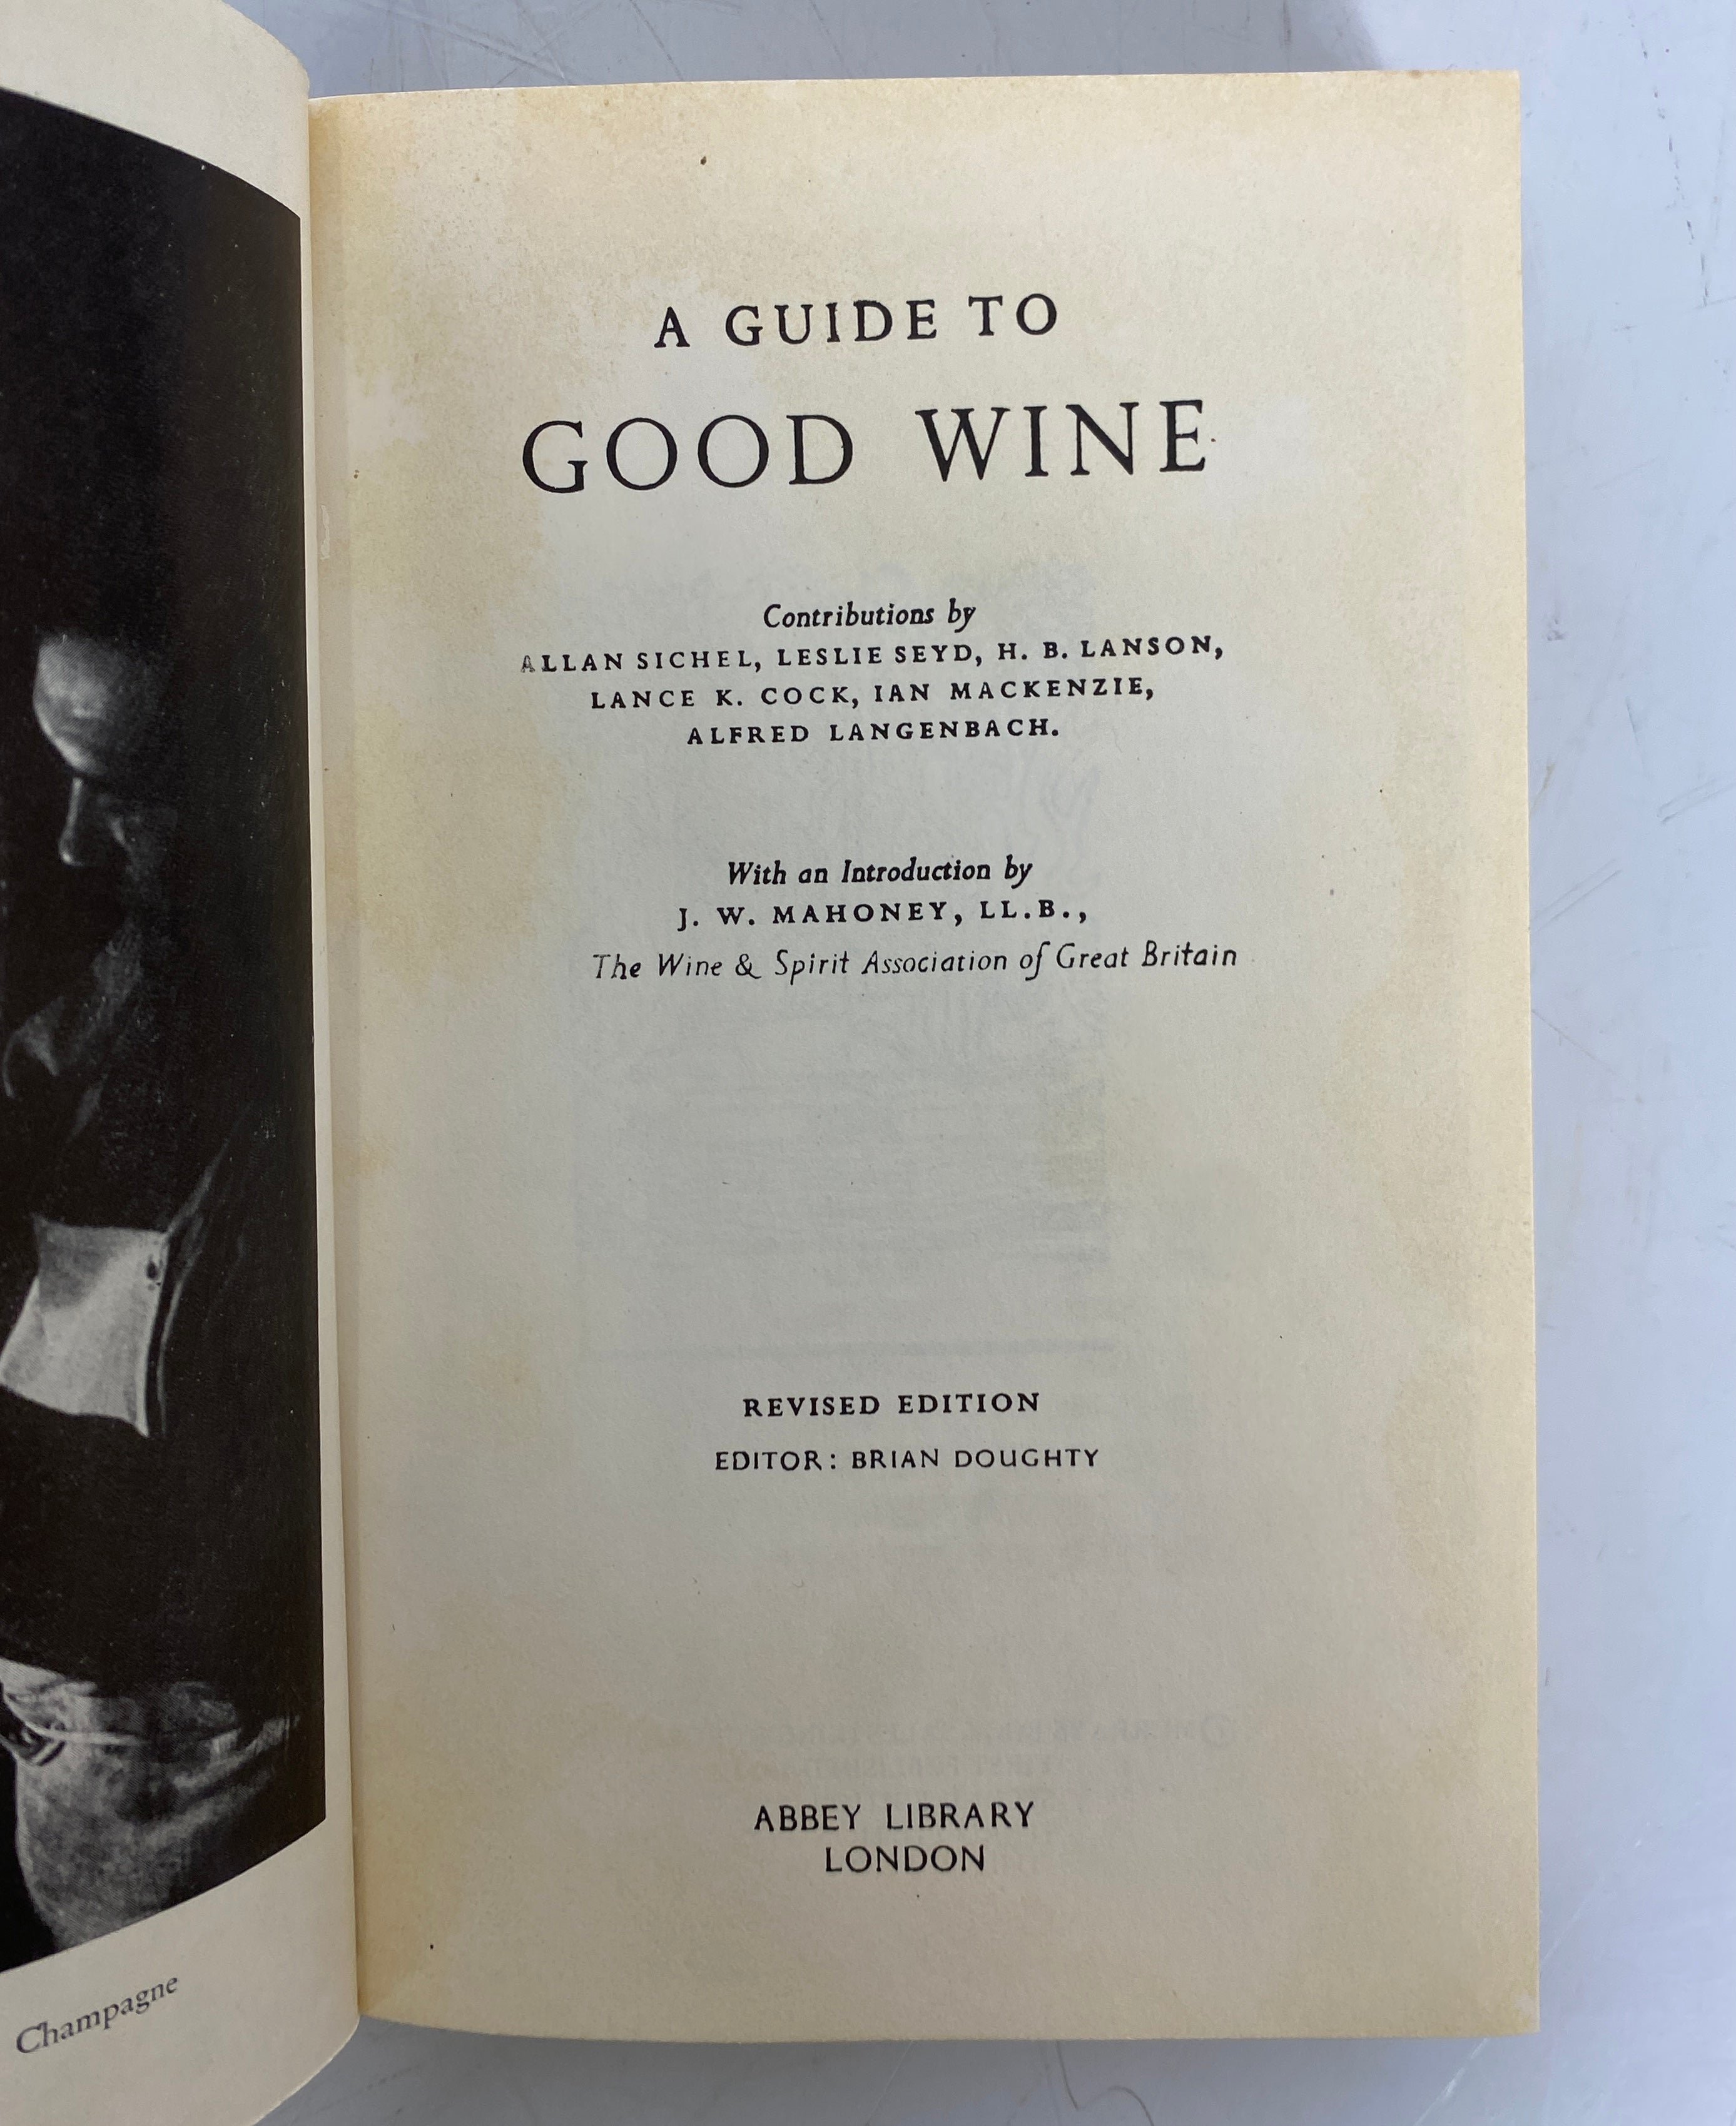 A GUIDE TO
GOOD WINE
Contributions by
ALLAN SICHEL, LESLIE SEYD, H. B. LANSON,
LANCE K. COCK, IAN MACKENZIE,
ALFRED LANGENBACH.
With an Introduction by
J. W. MAHONEY, LL.B.,
The Wine & Spirit Association of Great Britain
REVISED EDITION
EDITOR: BRIAN DOUGHTY
ABBEY LIBRARY
LONDON
Champagne